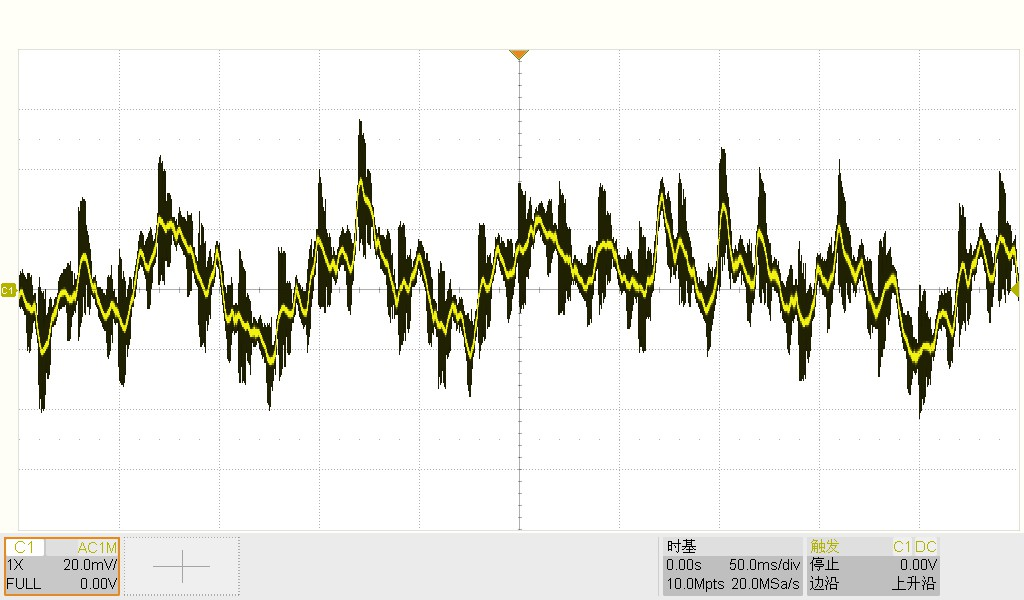 C1
C1 AC1M
1X 20.0mV/
FULL 0.00V
时基
0.00s 50.0ms/div
10.0Mpts 20.0MSa/s
触发 C1 DC
停止 0.00V
边沿 上升沿